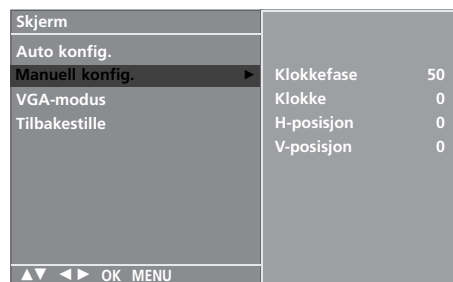 Skjerm
Auto konfig.
Manuell konfig. ►
VGA-modus
Tilbakestille
Klokkefase 50
Klokke 0
H-posisjon 0
V-posisjon 0
▲▼ ◄► OK MENU